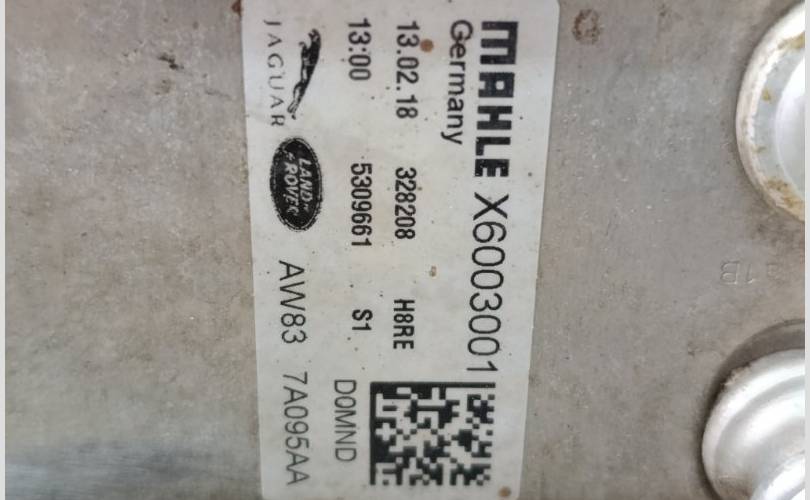 MAHLE X6003001
Germany
13.02.18 328208 H8RE
13:00 5309661 S1
DOMND
JAGUAR LAND ROVER AW83 7A095AA